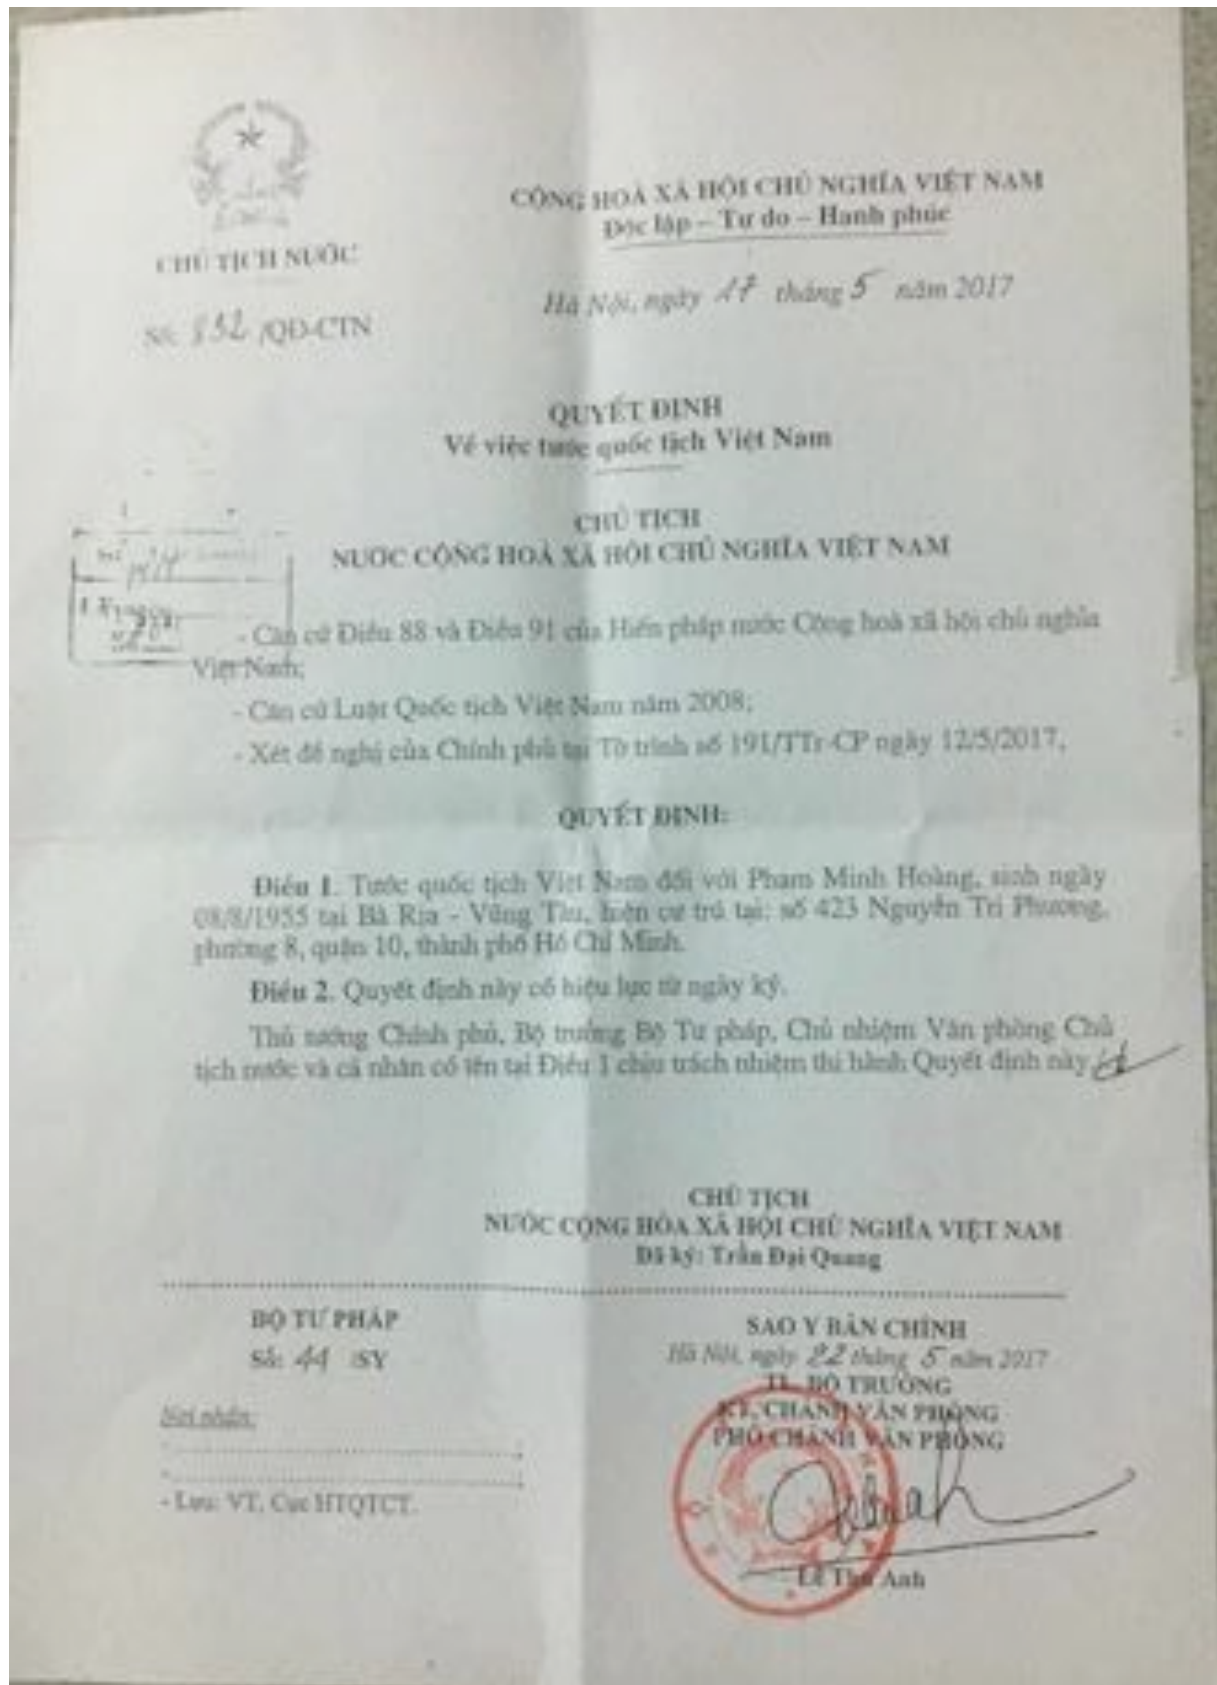 CHỦ TỊCH NƯỚC
Số: 832 /QĐ-CTN
CỘNG HOÀ XÃ HỘI CHỦ NGHĨA VIỆT NAM
Độc lập – Tự do – Hạnh phúc
Hà Nội, ngày 17 tháng 5 năm 2017
QUYẾT ĐỊNH
Về việc tước quốc tịch Việt Nam
CHỦ TỊCH
NƯỚC CỘNG HOÀ XÃ HỘI CHỦ NGHĨA VIỆT NAM
- Căn cứ Điều 88 và Điều 91 của Hiến pháp nước Cộng hoà xã hội chủ nghĩa
Việt Nam;
- Căn cứ Luật Quốc tịch Việt Nam năm 2008;
- Xét đề nghị của Chính phủ tại Tờ trình số 191/TTr-CP ngày 12/5/2017,
QUYẾT ĐỊNH:
Điều 1. Tước quốc tịch Việt Nam đối với Phạm Minh Hoàng, sinh ngày
08/8/1955 tại Bà Rịa - Vũng Tàu, hiện cư trú tại: số 423 Nguyễn Tri Phương,
phường 8, quận 10, thành phố Hồ Chí Minh.
Điều 2. Quyết định này có hiệu lực từ ngày ký.
Thủ tướng Chính phủ, Bộ trưởng Bộ Tư pháp, Chủ nhiệm Văn phòng Chủ
tịch nước và cá nhân có tên tại Điều 1 chịu trách nhiệm thi hành Quyết định này
CHỦ TỊCH
NƯỚC CỘNG HÒA XÃ HỘI CHỦ NGHĨA VIỆT NAM
Đã ký: Trần Đại Quang
BỘ TƯ PHÁP
Số: 44 /SY
Nơi nhận:
- Lưu: VT, Cục HTQTCT.
SAO Y BẢN CHÍNH
Hà Nội, ngày 22 tháng 5 năm 2017
TL. BỘ TRƯỞNG
KT. CHÁNH VĂN PHÒNG
PHÓ CHÁNH VĂN PHÒNG
Lê Thu Anh